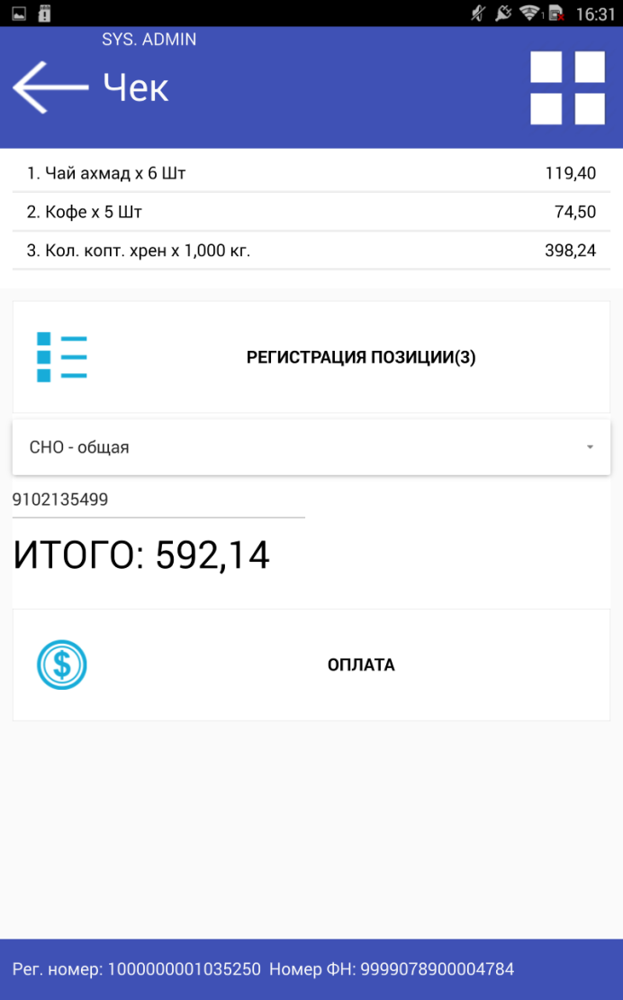 16:31
SYS. ADMIN
Чек
1. Чай ахмад x 6 Шт 119,40
2. Кофе x 5 Шт 74,50
3. Кол. копт. хрен x 1,000 кг. 398,24
РЕГИСТРАЦИЯ ПОЗИЦИИ(3)
СНО - общая
9102135499
ИТОГО: 592,14
ОПЛАТА
Рег. номер: 1000000001035250 Номер ФН: 9999078900004784